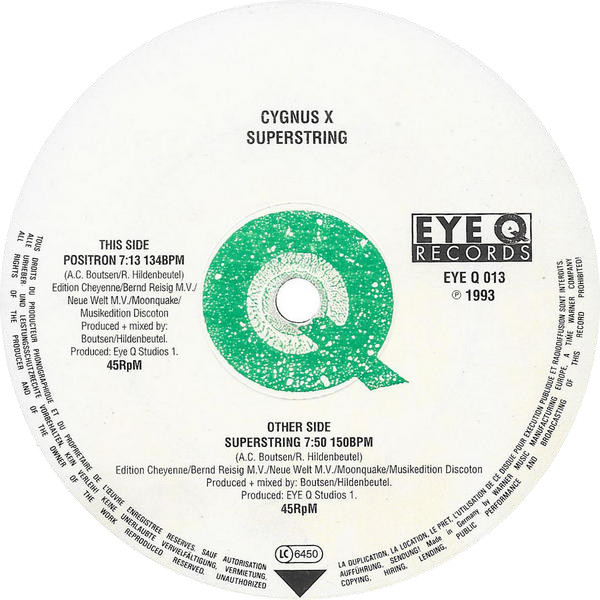 CYGNUS X
SUPERSTRING
THIS SIDE
POSITRON 7:13 134BPM
(A.C. Boutsen/R. Hildenbeutel)
Edition Cheyenne/Bernd Reisig M.V./
Neue Welt M.V./Moonquake/
Musikedition Discoton
Produced + mixed by:
Boutsen/Hildenbeutel.
Produced: Eye Q Studios 1.
45RpM
EYE Q
RECORDS
EYE Q 013
℗ 1993
OTHER SIDE
SUPERSTRING 7:50 150BPM
(A.C. Boutsen/R. Hildenbeutel)
Edition Cheyenne/Bernd Reisig M.V./Neue Welt M.V./Moonquake/Musikedition Discoton
Produced + mixed by: Boutsen/Hildenbeutel.
Produced: EYE Q Studios 1.
45RpM
LC 6450
TOUS DROITS DU PRODUCTEUR PHONOGRAPHIQUE ET DU PROPRIETAIRE DE L'ŒUVRE ENREGISTREE RESERVES. SAUF AUTORISATION
ALLE URHEBER UND LEISTUNGSSCHUTZRECHTE VORBEHALTEN. KEIN VERLEIH! KEINE UNERLAUBTE VERVIELFÄLTIGUNG, VERMIETUNG,
ALL RIGHTS OF THE PRODUCER AND OF THE OWNER OF THE WORK REPRODUCED RESERVED. UNAUTHORIZED
LA DUPLICATION, LA LOCATION, LE PRET, L'UTILISATION DE CE DISQUE POUR EXECUTION PUBLIQUE ET RADIODIFFUSION SONT INTERDITS.
AUFFÜHRUNG, SENDUNG! Made in Germany by WARNER MUSIC MANUFACTURING EUROPE, A TIME WARNER COMPANY
COPYING, HIRING, LENDING, PUBLIC PERFORMANCE AND BROADCASTING OF THIS RECORD PROHIBITED!